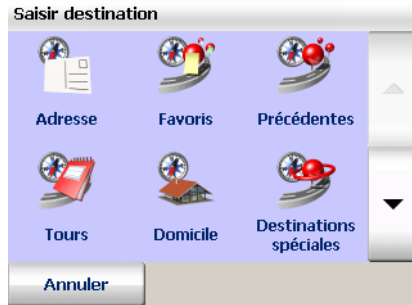 Saisir destination
Adresse
Favoris
Précédentes
Tours
Domicile
Destinations
spéciales
Annuler